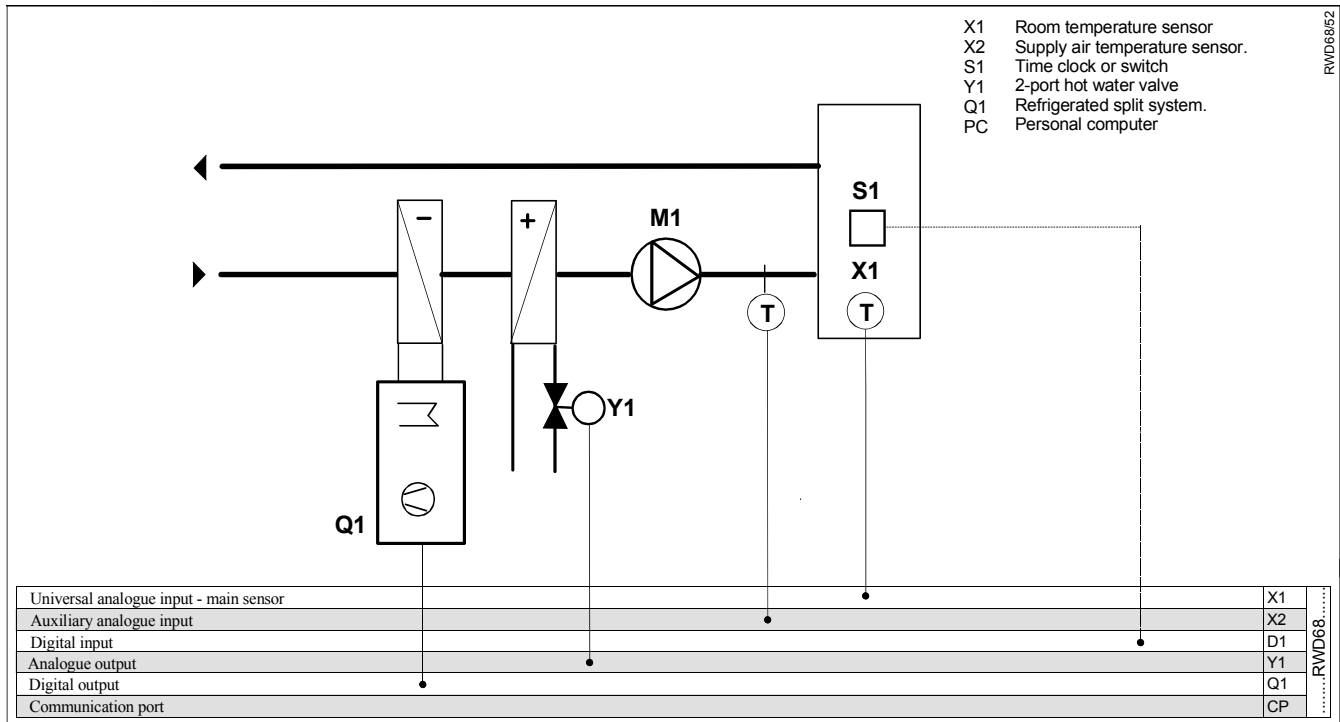 X1 Room temperature sensor
X2 Supply air temperature sensor.
S1 Time clock or switch
Y1 2-port hot water valve
Q1 Refrigerated split system.
PC Personal computer
RWD68/52
S1
M1
X1
T
T
Y1
Q1
Universal analogue input - main sensor X1
Auxiliary analogue input X2
Digital input D1
Analogue output Y1
Digital output Q1
Communication port CP
......RWD68......